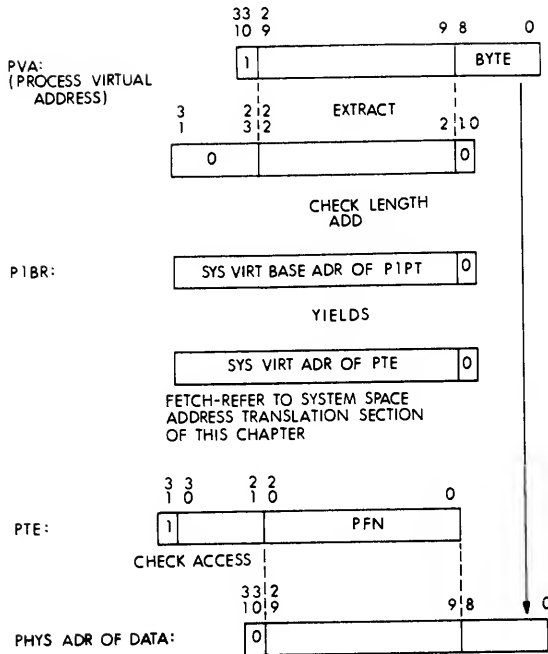 33 2
10 9 9 8 0
PVA:
(PROCESS VIRTUAL
ADDRESS)
1 BYTE
3 2 2 EXTRACT
1 3 2 2 10
0 0
CHECK LENGTH
ADD
P1BR: SYS VIRT BASE ADR OF P1PT 0
YIELDS
SYS VIRT ADR OF PTE 0
FETCH-REFER TO SYSTEM SPACE
ADDRESS TRANSLATION SECTION
OF THIS CHAPTER
3 3 2 2
1 0 1 0 0
PTE: 1 PFN
CHECK ACCESS
33 2
10 9 9 8 0
PHYS ADR OF DATA: 0